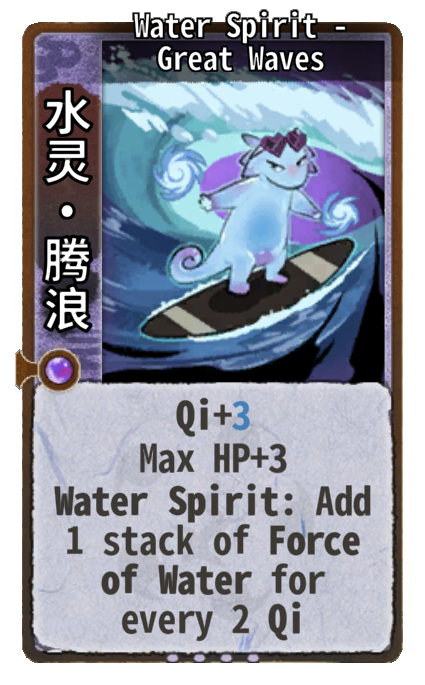 Water Spirit -
Great Waves
水灵・腾浪
Qi+3
Max HP+3
Water Spirit: Add
1 stack of Force
of Water for
every 2 Qi